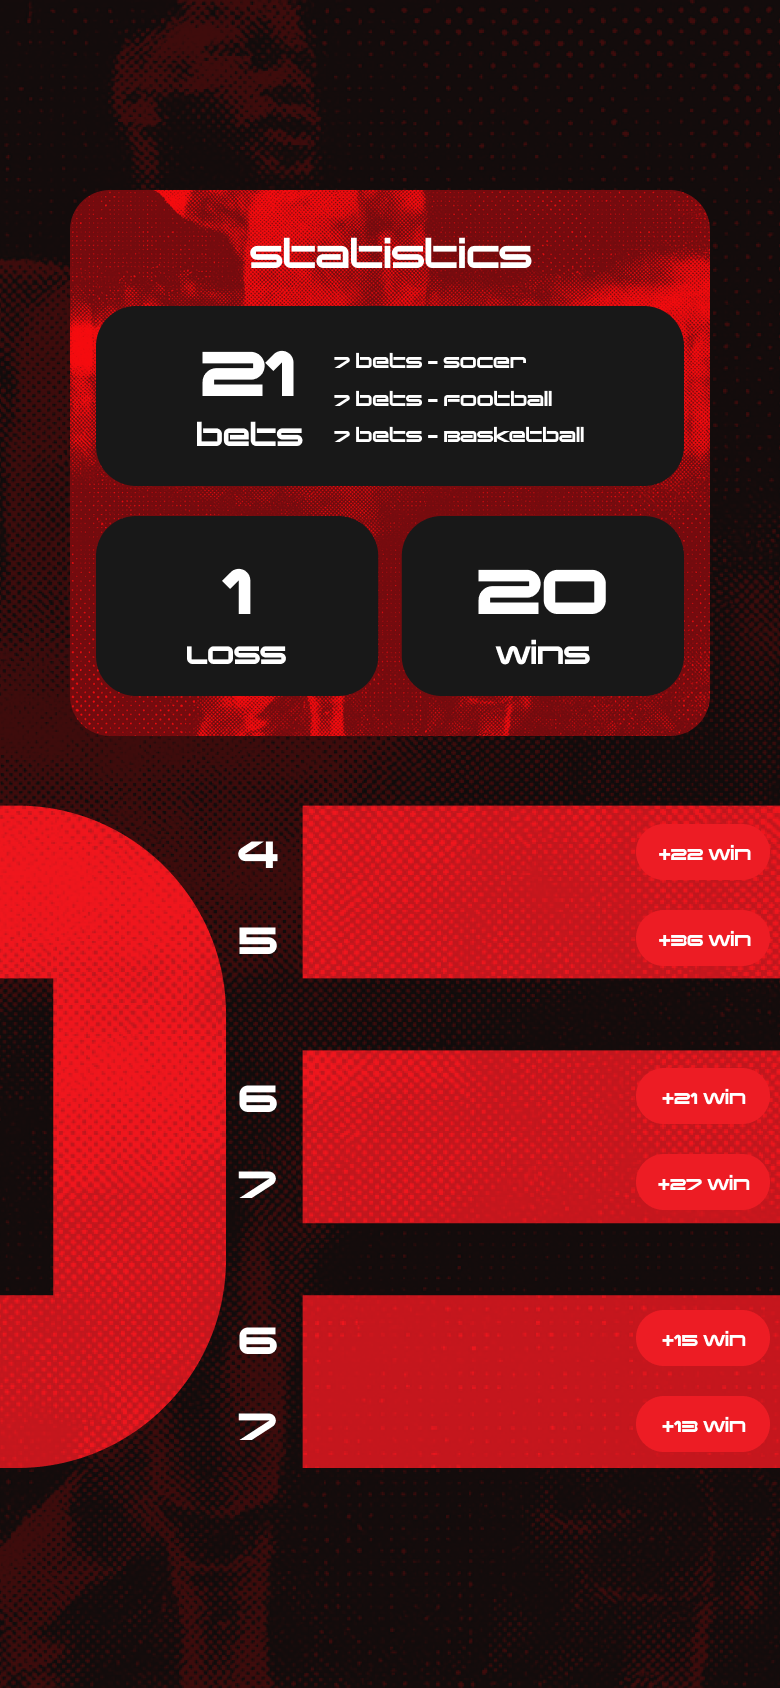 statistics
21
bets
7 bets - socer
7 bets - Football
7 bets - Basketball
1
Loss
20
wins
4
+22 win
5
+36 win
6
+21 win
7
+27 win
6
+15 win
7
+13 win